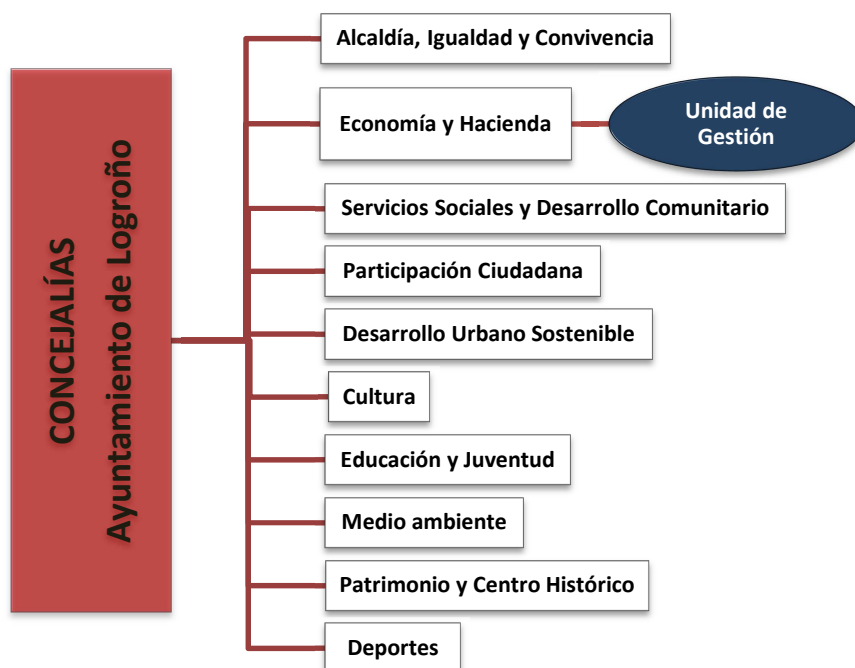 CONCEJALÍAS
Ayuntamiento de Logroño
Alcaldía, Igualdad y Convivencia
Economía y Hacienda
Unidad de
Gestión
Servicios Sociales y Desarrollo Comunitario
Participación Ciudadana
Desarrollo Urbano Sostenible
Cultura
Educación y Juventud
Medio ambiente
Patrimonio y Centro Histórico
Deportes